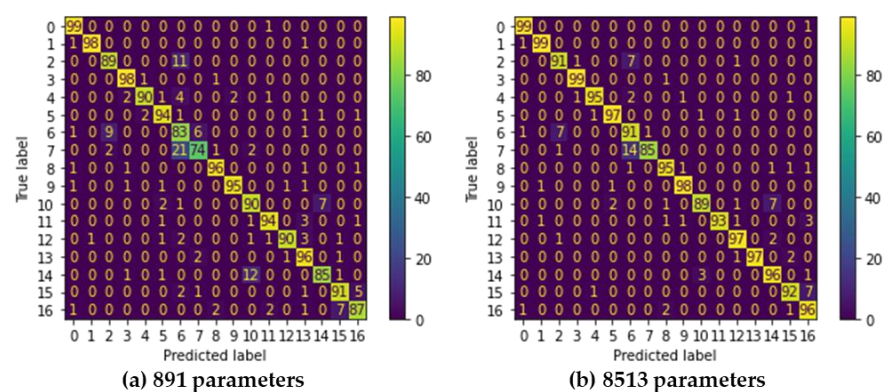 0 99 0 0 0 0 0 0 0 0 0 1 0 0 0 0 0 0
1 1 98 0 0 0 0 0 0 0 0 0 0 0 1 0 0 0
2 0 0 89 0 0 0 11 0 0 0 0 0 0 0 0 0 0
3 0 0 0 98 1 0 0 0 1 0 0 0 0 0 0 0 0
4 0 0 0 2 90 1 4 0 0 2 0 1 0 0 0 0 0
5 0 0 0 0 2 94 1 0 0 0 0 0 0 0 1 1 1
6 1 0 9 0 0 0 83 6 0 0 0 0 0 0 0 0 1
7 0 0 2 0 0 0 21 74 1 0 2 0 0 0 0 0 0
8 1 0 0 1 0 0 0 0 96 0 0 0 0 1 0 0 1
9 1 0 0 1 0 0 0 0 0 95 0 0 1 1 0 0 0
10 0 0 0 0 0 2 1 0 0 0 90 0 0 0 7 0 0
11 1 0 0 0 0 0 0 0 0 0 1 94 0 3 0 0 1
12 0 1 0 0 0 1 2 0 0 0 1 1 90 3 0 1 0
13 0 0 0 0 0 0 0 2 0 0 0 0 1 96 0 1 0
14 0 0 0 1 0 1 0 0 0 0 12 0 0 0 85 1 0
15 0 0 0 0 0 0 2 1 0 0 0 0 0 0 0 91 5
16 1 0 0 0 0 0 0 0 2 0 2 0 0 1 0 7 87
0 1 2 3 4 5 6 7 8 9 10 11 12 13 14 15 16
True label
Predicted label
80
60
40
20
0
(a) 891 parameters
0 99 0 0 0 0 0 0 0 0 0 0 0 0 0 0 0 1
1 1 99 0 0 0 0 0 0 0 0 0 0 0 0 0 0 0
2 0 0 91 1 0 0 7 0 0 0 0 0 1 0 0 0 0
3 0 0 0 99 0 0 0 0 1 0 0 0 0 0 0 0 0
4 0 0 0 1 95 0 2 0 0 1 0 0 0 0 0 1 0
5 0 0 0 0 1 97 0 0 0 1 0 0 0 0 0 0 1
6 1 0 7 0 0 0 91 1 0 0 0 0 0 0 0 0 0
7 0 0 1 0 0 0 14 85 0 0 0 0 0 0 0 0 0
8 0 0 0 1 0 0 1 0 95 1 0 0 0 0 0 1 1
9 0 1 0 0 0 1 0 0 0 98 0 0 0 0 0 0 0
10 0 0 0 0 0 2 0 0 1 0 89 0 1 0 7 0 0
11 0 1 0 0 0 0 0 0 1 1 0 93 1 0 0 0 3
12 0 0 1 0 0 0 0 0 0 0 0 0 97 0 2 0 0
13 0 0 0 0 0 0 0 0 0 0 0 0 1 97 0 2 0
14 0 0 0 0 0 0 0 0 0 0 3 0 0 0 96 0 1
15 0 0 0 0 1 0 0 0 0 0 0 0 0 0 0 92 7
16 1 0 0 0 0 0 0 0 2 0 0 0 0 0 0 1 96
0 1 2 3 4 5 6 7 8 9 10 11 12 13 14 15 16
True label
Predicted label
80
60
40
20
0
(b) 8513 parameters